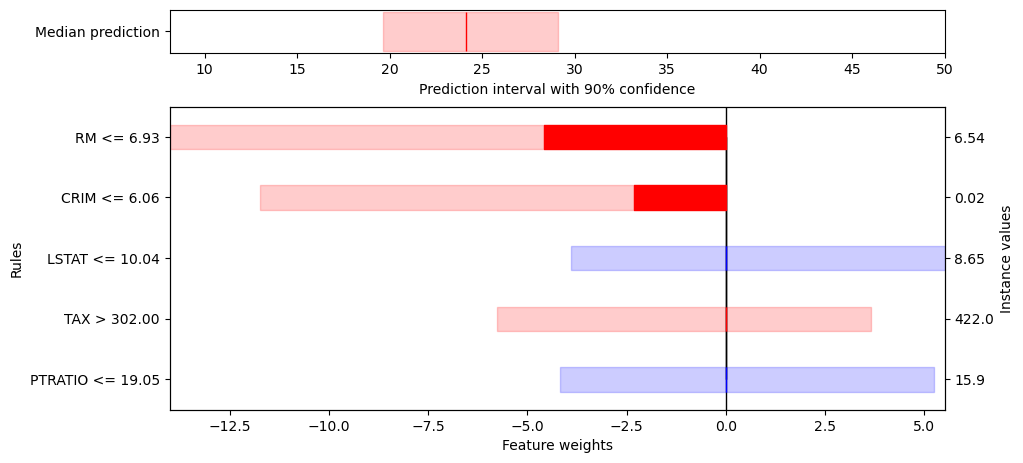 Median prediction
10 15 20 25 30 35 40 45 50
Prediction interval with 90% confidence
RM <= 6.93 6.54
CRIM <= 6.06 0.02
LSTAT <= 10.04 8.65
TAX > 302.00 422.0
PTRATIO <= 19.05 15.9
Rules
Instance values
−12.5 −10.0 −7.5 −5.0 −2.5 0.0 2.5 5.0
Feature weights